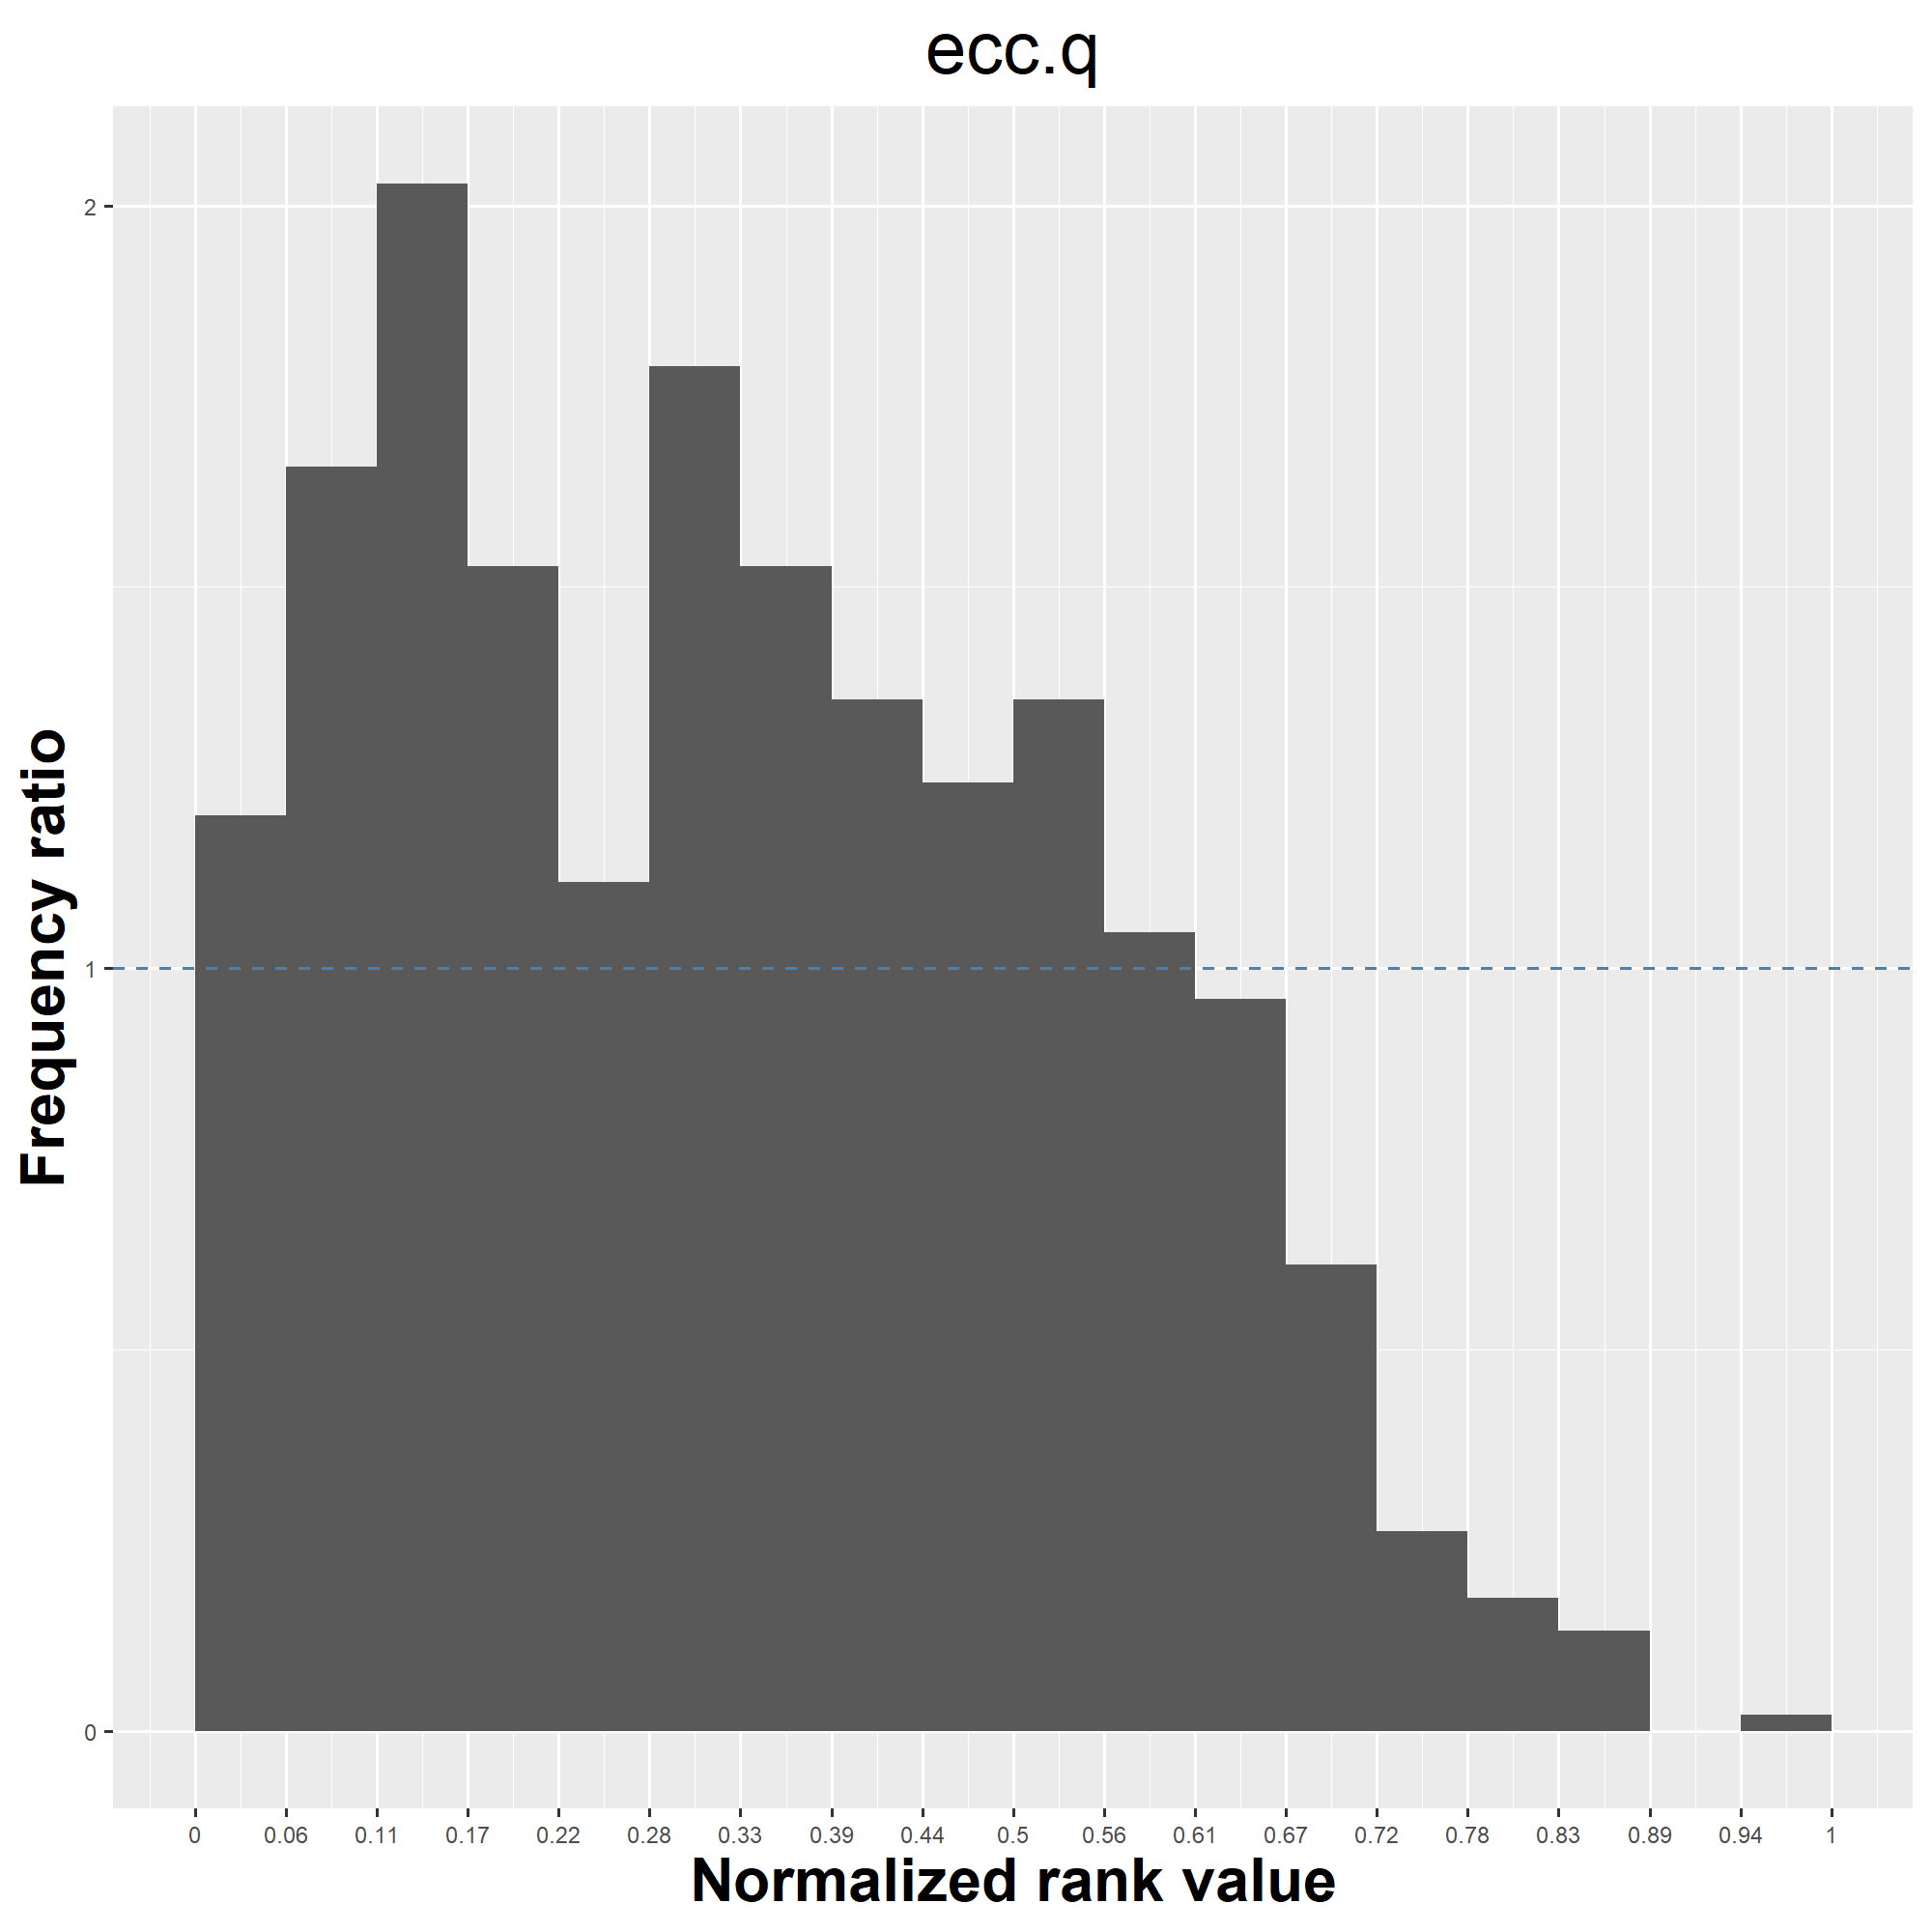 ecc.q
Frequency ratio
2
1
0
0 0.06 0.11 0.17 0.22 0.28 0.33 0.39 0.44 0.5 0.56 0.61 0.67 0.72 0.78 0.83 0.89 0.94 1
Normalized rank value